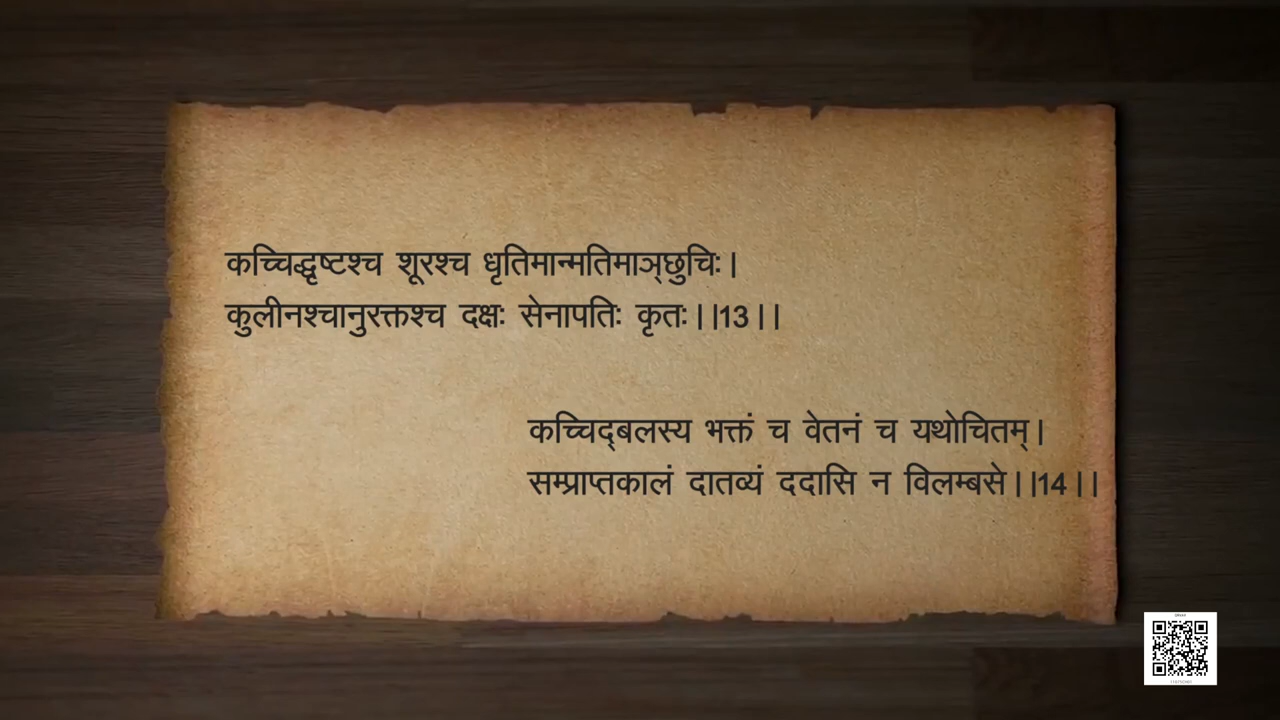 कच्चिद्धृष्टश्च शूरश्च धृतिमान्मतिमाञ्छुचिः।
कुलीनश्चानुरक्तश्च दक्षः सेनापतिः कृतः।।13।।
कच्चिद्बलस्य भक्तं च वेतनं च यथोचितम्।
सम्प्राप्तकालं दातव्यं ददासि न विलम्बसे।।14।।